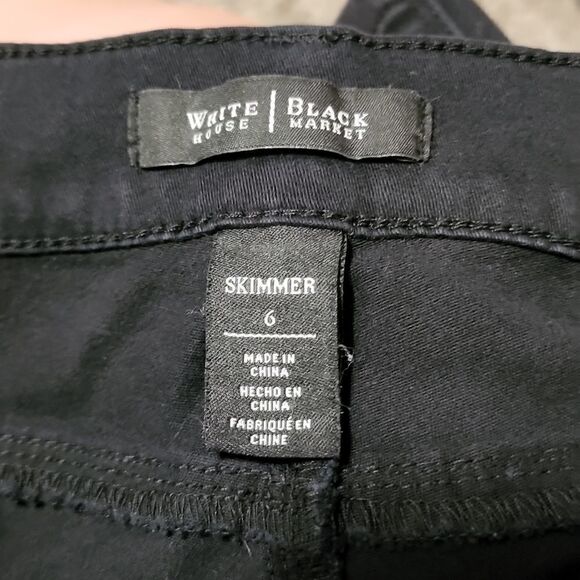 WHITE | BLACK
HOUSE | MARKET
SKIMMER
6
MADE IN
CHINA
HECHO EN
CHINA
FABRIQUÉ EN
CHINE